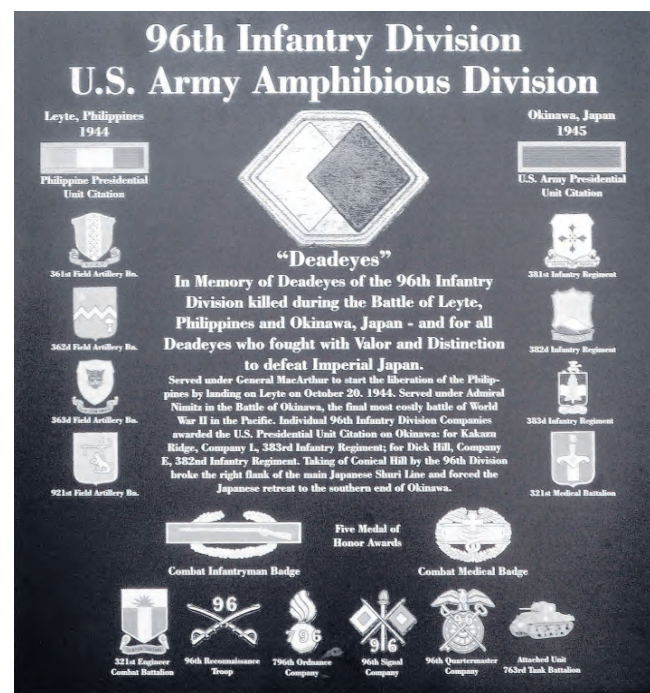 96th Infantry Division
U.S. Army Amphibious Division
Leyte, Philippines
1944
Philippine Presidential
Unit Citation
Okinawa, Japan
1945
U.S. Army Presidential
Unit Citation
361st Field Artillery Bn.
362d Field Artillery Bn.
363d Field Artillery Bn.
921st Field Artillery Bn.
"Deadeyes"
In Memory of Deadeyes of the 96th Infantry
Division killed during the Battle of Leyte,
Philippines and Okinawa, Japan - and for all
Deadeyes who fought with Valor and Distinction
to defeat Imperial Japan.
Served under General MacArthur to start the liberation of the Philip-
pines by landing on Leyte on October 20. 1944. Served under Admiral
Nimitz in the Battle of Okinawa, the final most costly battle of World
War II in the Pacific. Individual 96th Infantry Division Companies
awarded the U.S. Presidential Unit Citation on Okinawa: for Kakazu
Ridge, Company L, 383rd Infantry Regiment; for Dick Hill, Company
E, 382nd Infantry Regiment. Taking of Conical Hill by the 96th Division
broke the right flank of the main Japanese Shuri Line and forced the
Japanese retreat to the southern end of Okinawa.
381st Infantry Regiment
382d Infantry Regiment
383d Infantry Regiment
321st Medical Battalion
Combat Infantryman Badge
Five Medal of
Honor Awards
Combat Medical Badge
321st Engineer
Combat Battalion
96
96th Reconnaissance
Troop
796
796th Ordnance
Company
96
96th Signal
Company
96
96th Quartermaster
Company
Attached Unit
763rd Tank Battalion